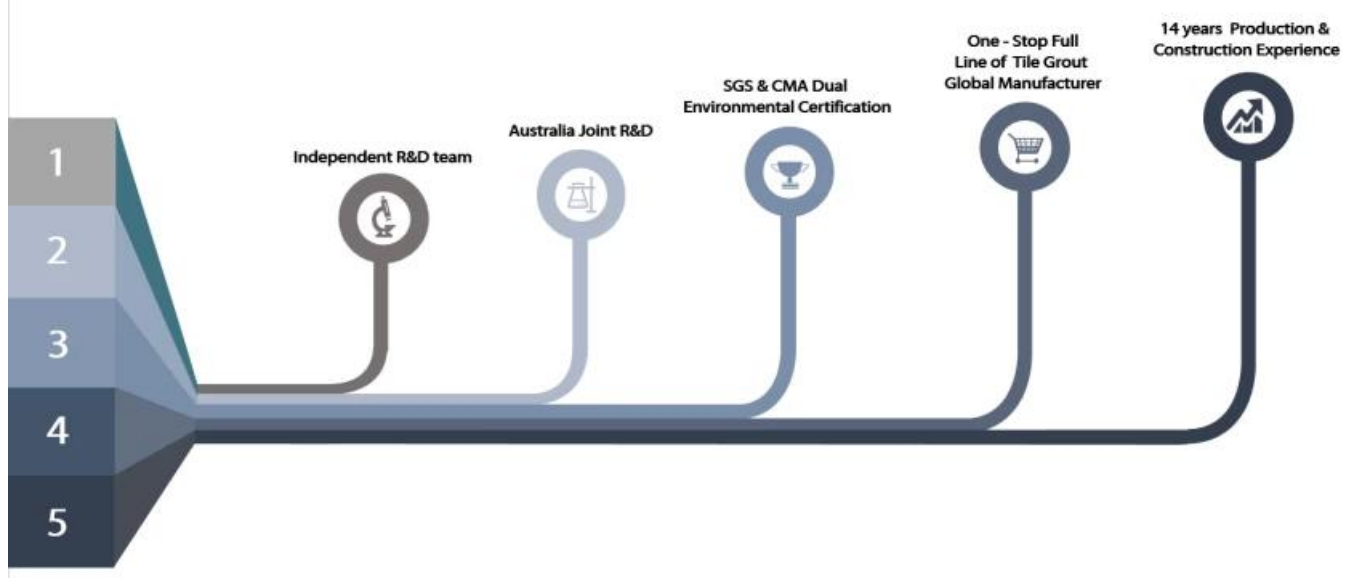 1
2
3
4
5
Independent R&D team
Australia Joint R&D
SGS & CMA Dual
Environmental Certification
One - Stop Full
Line of Tile Grout
Global Manufacturer
14 years Production &
Construction Experience